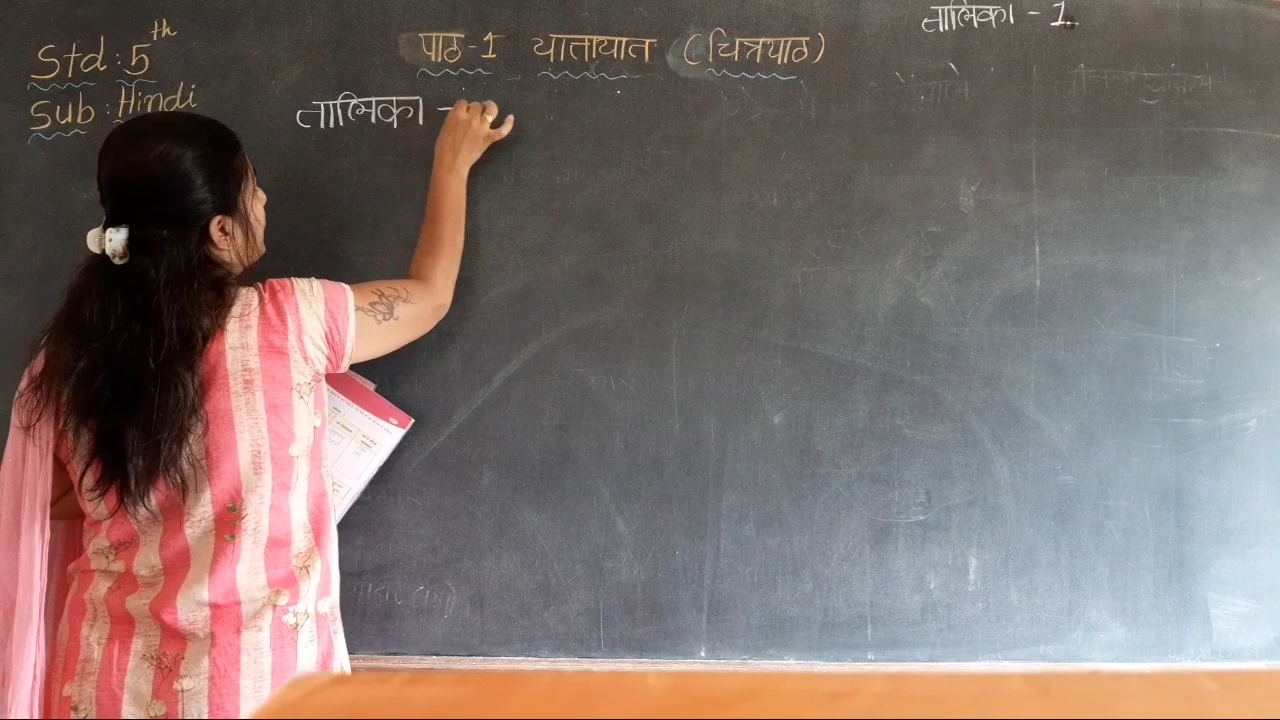 तालिका - 1
Std : 5th
पाठ - 1 यातायात (चित्रपाठ)
Sub : Hindi
तालिका -